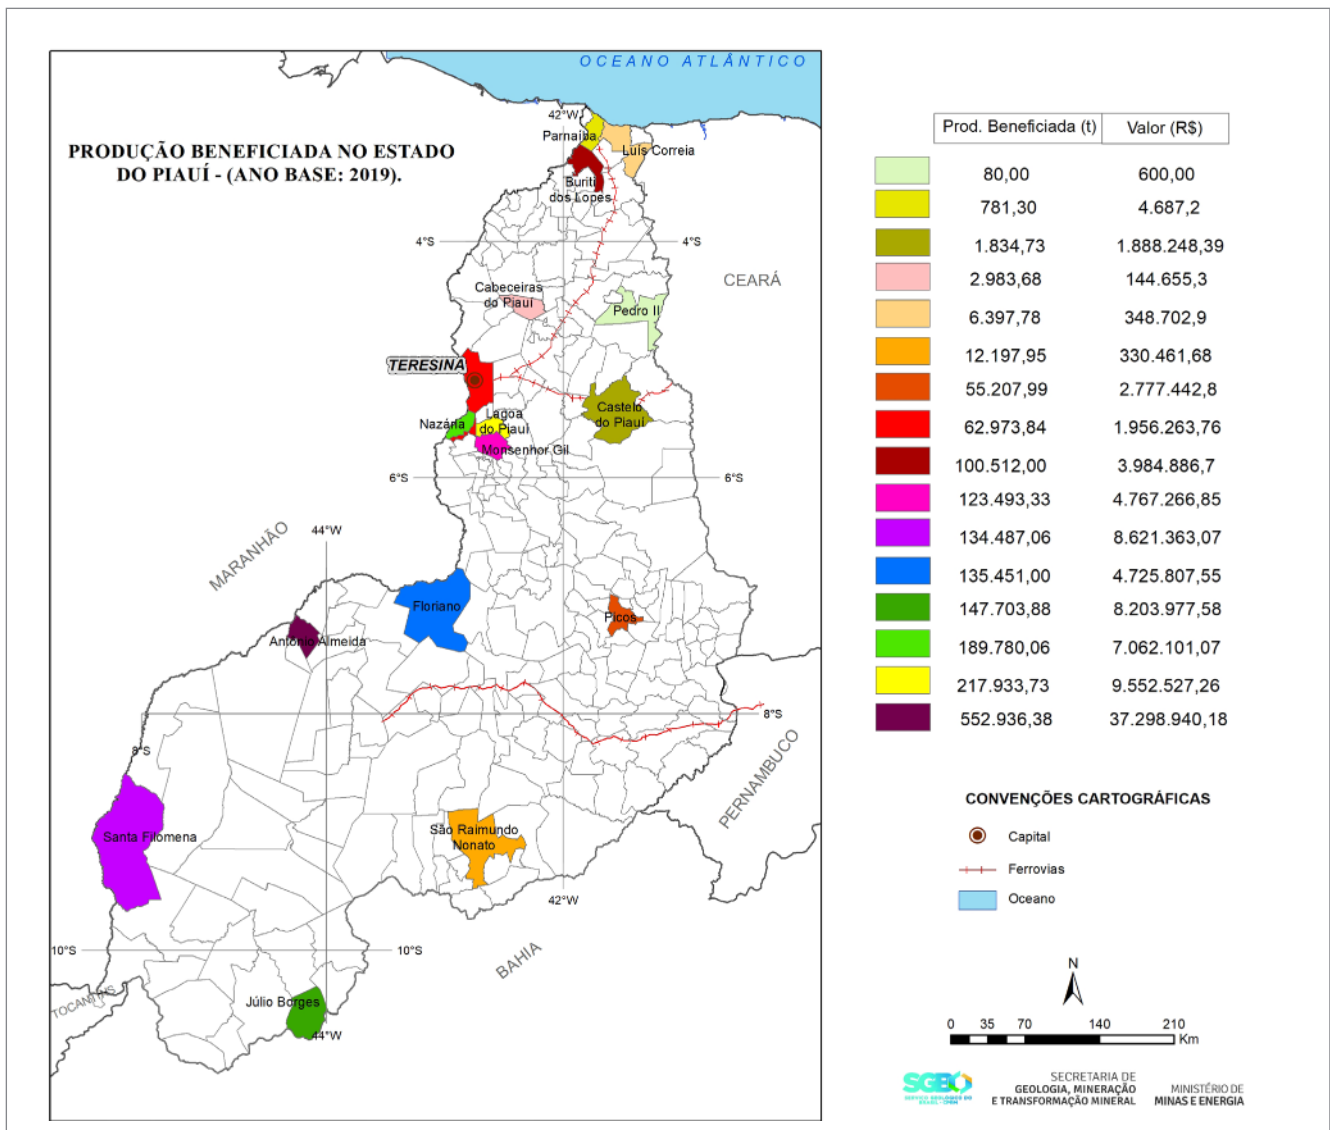 OCEANO ATLÂNTICO
PRODUÇÃO BENEFICIADA NO ESTADO
DO PIAUÍ - (ANO BASE: 2019).
42°W
Parnaíba
Luis Correia
Buriti
dos Lopes
4°S
4°S
CEARÁ
Cabeceiras
do Piauí
Pedro II
TERESINA
Castelo
do Piauí
Nazária
Lagoa
do Piauí
Monsenhor Gil
6°S
6°S
MARANHÃO
44°W
Floriano
Picos
Antônio Almeida
8°S
8°S
PERNAMBUCO
São Raimundo
Nonato
Santa Filomena
42°W
10°S
10°S
BAHIA
TOCANTINS
Júlio Borges
44°W
Prod. Beneficiada (t) Valor (R$)
80,00 600,00
781,30 4.687,2
1.834,73 1.888.248,39
2.983,68 144.655,3
6.397,78 348.702,9
12.197,95 330.461,68
55.207,99 2.777.442,8
62.973,84 1.956.263,76
100.512,00 3.984.886,7
123.493,33 4.767.266,85
134.487,06 8.621.363,07
135.451,00 4.725.807,55
147.703,88 8.203.977,58
189.780,06 7.062.101,07
217.933,73 9.552.527,26
552.936,38 37.298.940,18
CONVENÇÕES CARTOGRÁFICAS
Capital
Ferrovias
Oceano
N
0 35 70 140 210
Km
SGB
SERVIÇO GEOLÓGICO DO
BRASIL - CPRM
SECRETARIA DE
GEOLOGIA, MINERAÇÃO
E TRANSFORMAÇÃO MINERAL
MINISTÉRIO DE
MINAS E ENERGIA